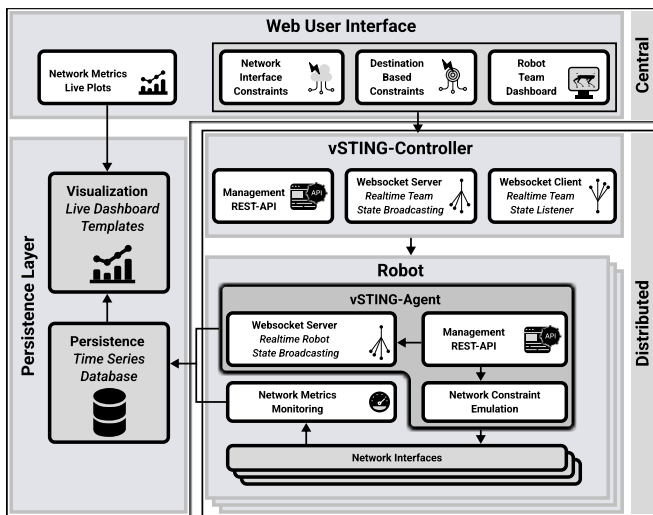 Web User Interface
Network Metrics
Live Plots
Network
Interface
Constraints
Destination
Based
Constraints
Robot
Team
Dashboard
Central
vSTING-Controller
Management
REST-API
API
Websocket Server
Realtime Team
State Broadcasting
Websocket Client
Realtime Team
State Listener
Persistence Layer
Visualization
Live Dashboard
Templates
Persistence
Time Series
Database
Robot
vSTING-Agent
Websocket Server
Realtime Robot
State Broadcasting
Management
REST-API
API
Network Metrics
Monitoring
Network Constraint
Emulation
Network Interfaces
Distributed